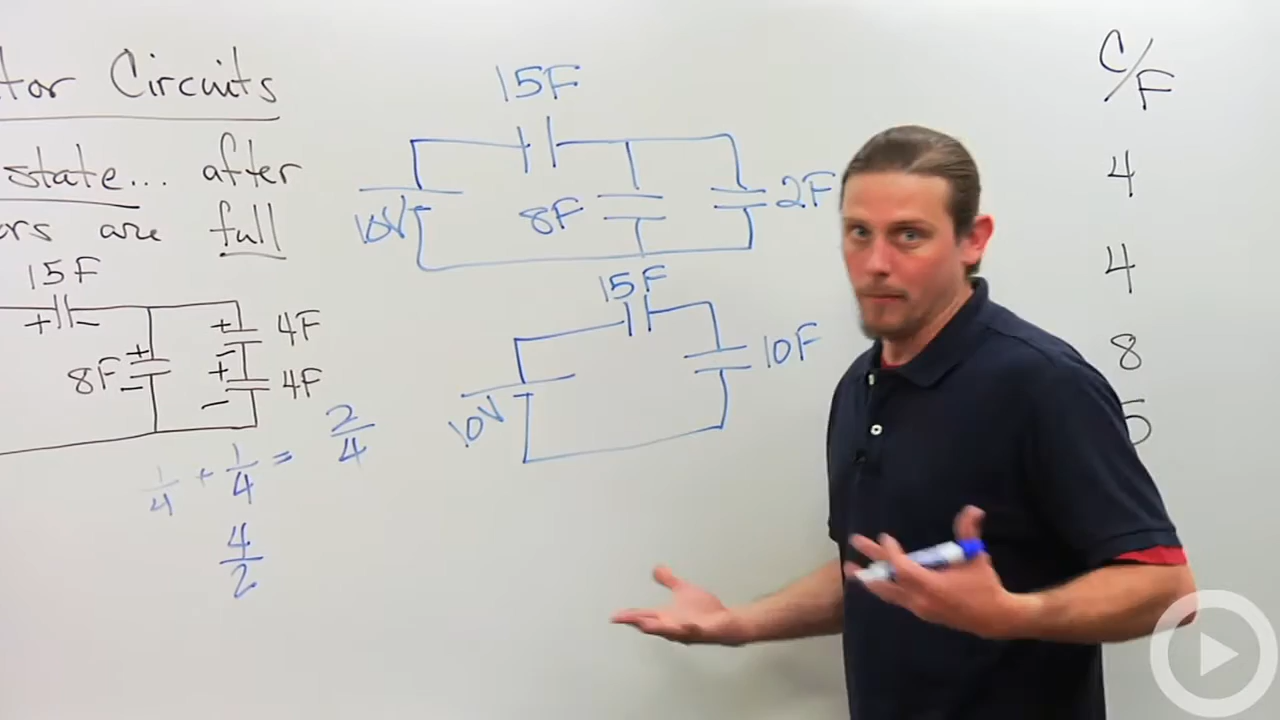 tor Circuits
state... after
ors are full
15F
+ -
8F
+
-
+
-
4F
+
-
4F
1/4 + 1/4 = 2/4
4/2
15F
10V
8F
2F
15F
10V
10F
C/F
4
4
8